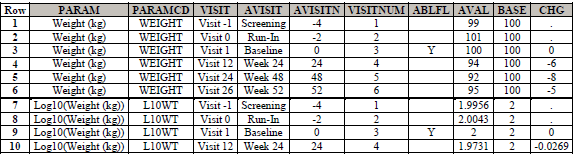 Row PARAM PARAMCD VISIT AVISIT AVISITN VISITNUM ABLFL AVAL BASE CHG
1 Weight (kg) WEIGHT Visit -1 Screening -4 1 99 100 .
2 Weight (kg) WEIGHT Visit 0 Run-In -2 2 101 100 .
3 Weight (kg) WEIGHT Visit 1 Baseline 0 3 Y 100 100 0
4 Weight (kg) WEIGHT Visit 12 Week 24 24 4 94 100 -6
5 Weight (kg) WEIGHT Visit 24 Week 48 48 5 92 100 -8
6 Weight (kg) WEIGHT Visit 26 Week 52 52 6 95 100 -5
7 Log10(Weight (kg)) L10WT Visit -1 Screening -4 1 1.9956 2 .
8 Log10(Weight (kg)) L10WT Visit 0 Run-In -2 2 2.0043 2 .
9 Log10(Weight (kg)) L10WT Visit 1 Baseline 0 3 Y 2 2 0
10 Log10(Weight (kg)) L10WT Visit 12 Week 24 24 4 1.9731 2 -0.0269